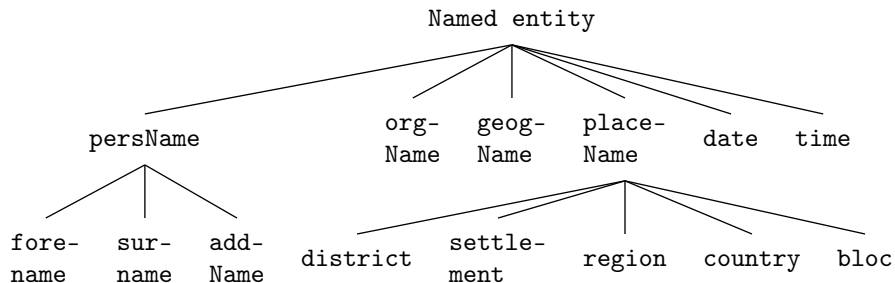 Named entity
persName
org-
Name
geog-
Name
place-
Name
date
time
fore-
name
sur-
name
add-
Name
district
settle-
ment
region
country
bloc